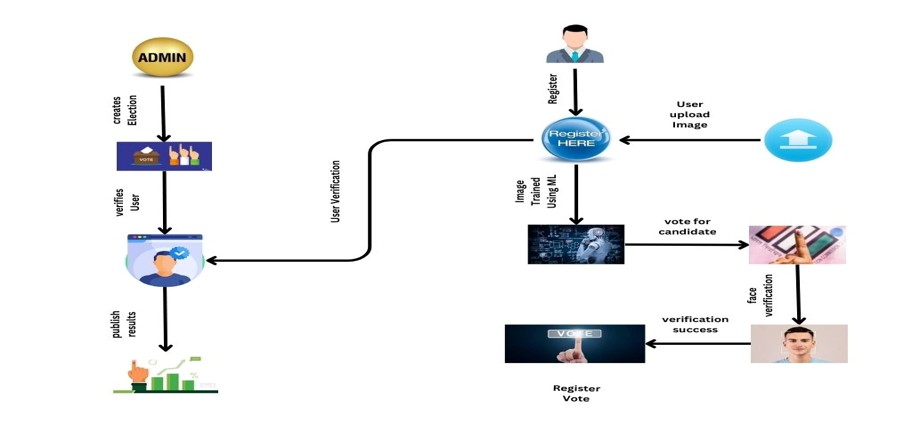 ADMIN
creates
Election
VOTE
verifies
User
publish
results
User Verification
Register
Register
HERE
User
upload
Image
Image
Trained
Using ML
vote for
candidate
face
verification
verification
success
VOTE
Register
Vote